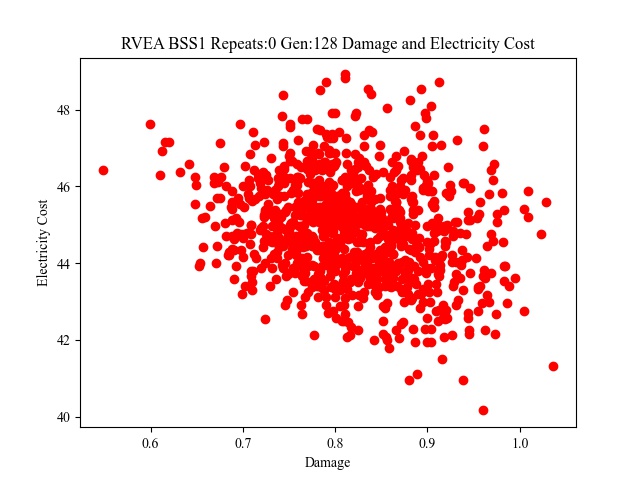 RVEA BSS1 Repeats:0 Gen:128 Damage and Electricity Cost
48
46
44
42
40
Electricity Cost
0.6 0.7 0.8 0.9 1.0
Damage